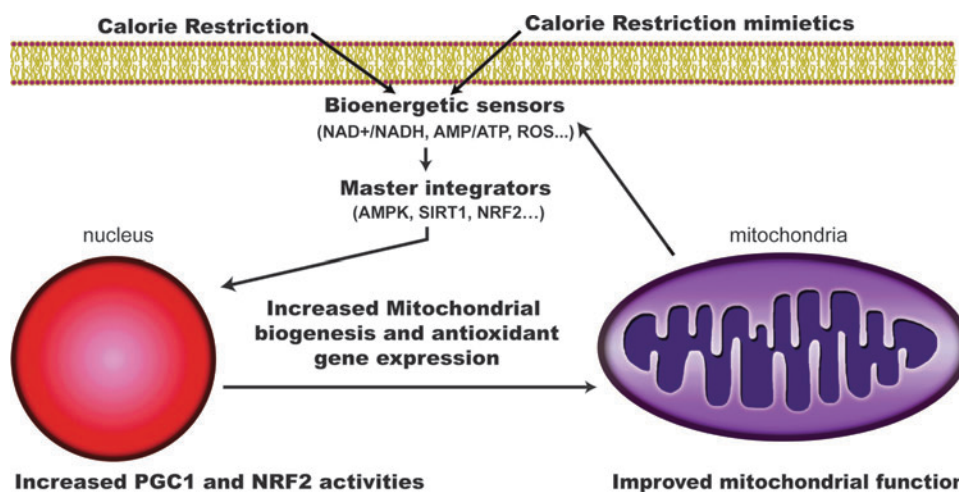 Calorie Restriction
Calorie Restriction mimietics
Bioenergetic sensors
(NAD+/NADH, AMP/ATP, ROS...)
Master integrators
(AMPK, SIRT1, NRF2...)
nucleus
mitochondria
Increased Mitochondrial
biogenesis and antioxidant
gene expression
Increased PGC1 and NRF2 activities
Improved mitochondrial function